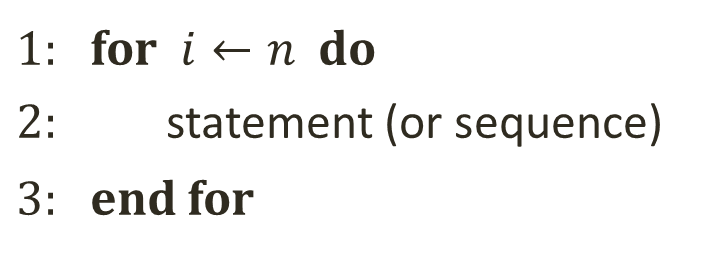 1: for i ← n do
2: statement (or sequence)
3: end for